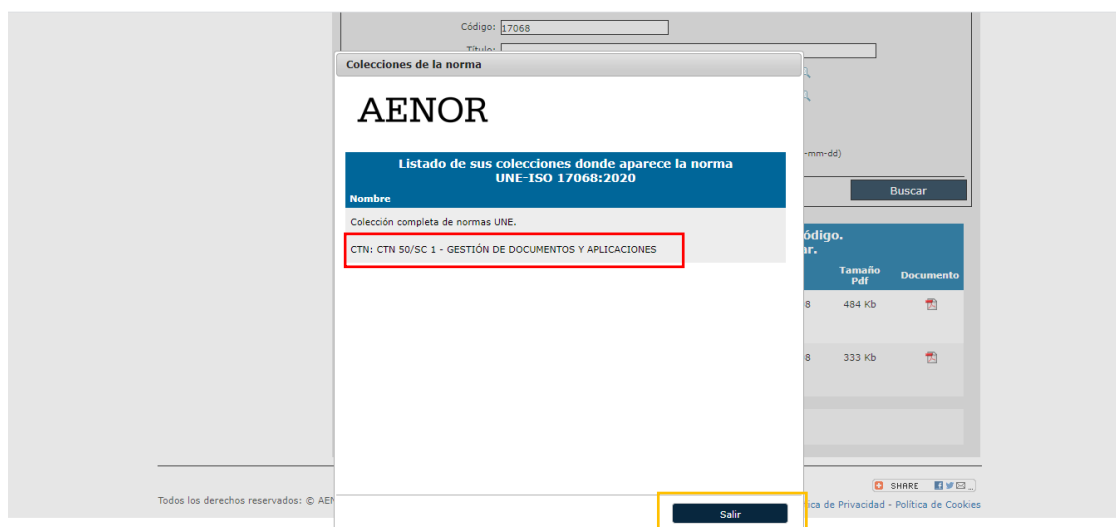 Código: 17068
Título:
Colecciones de la norma
AENOR
Listado de sus colecciones donde aparece la norma
UNE-ISO 17068:2020
Nombre
Colección completa de normas UNE.
CTN: CTN 50/SC 1 - GESTIÓN DE DOCUMENTOS Y APLICACIONES
-mm-dd)
Buscar
ódigo.
ar.
Tamaño
Pdf
Documento
8 484 Kb
8 333 Kb
SHARE
Todos los derechos reservados: © AEN
ica de Privacidad - Política de Cookies
Salir